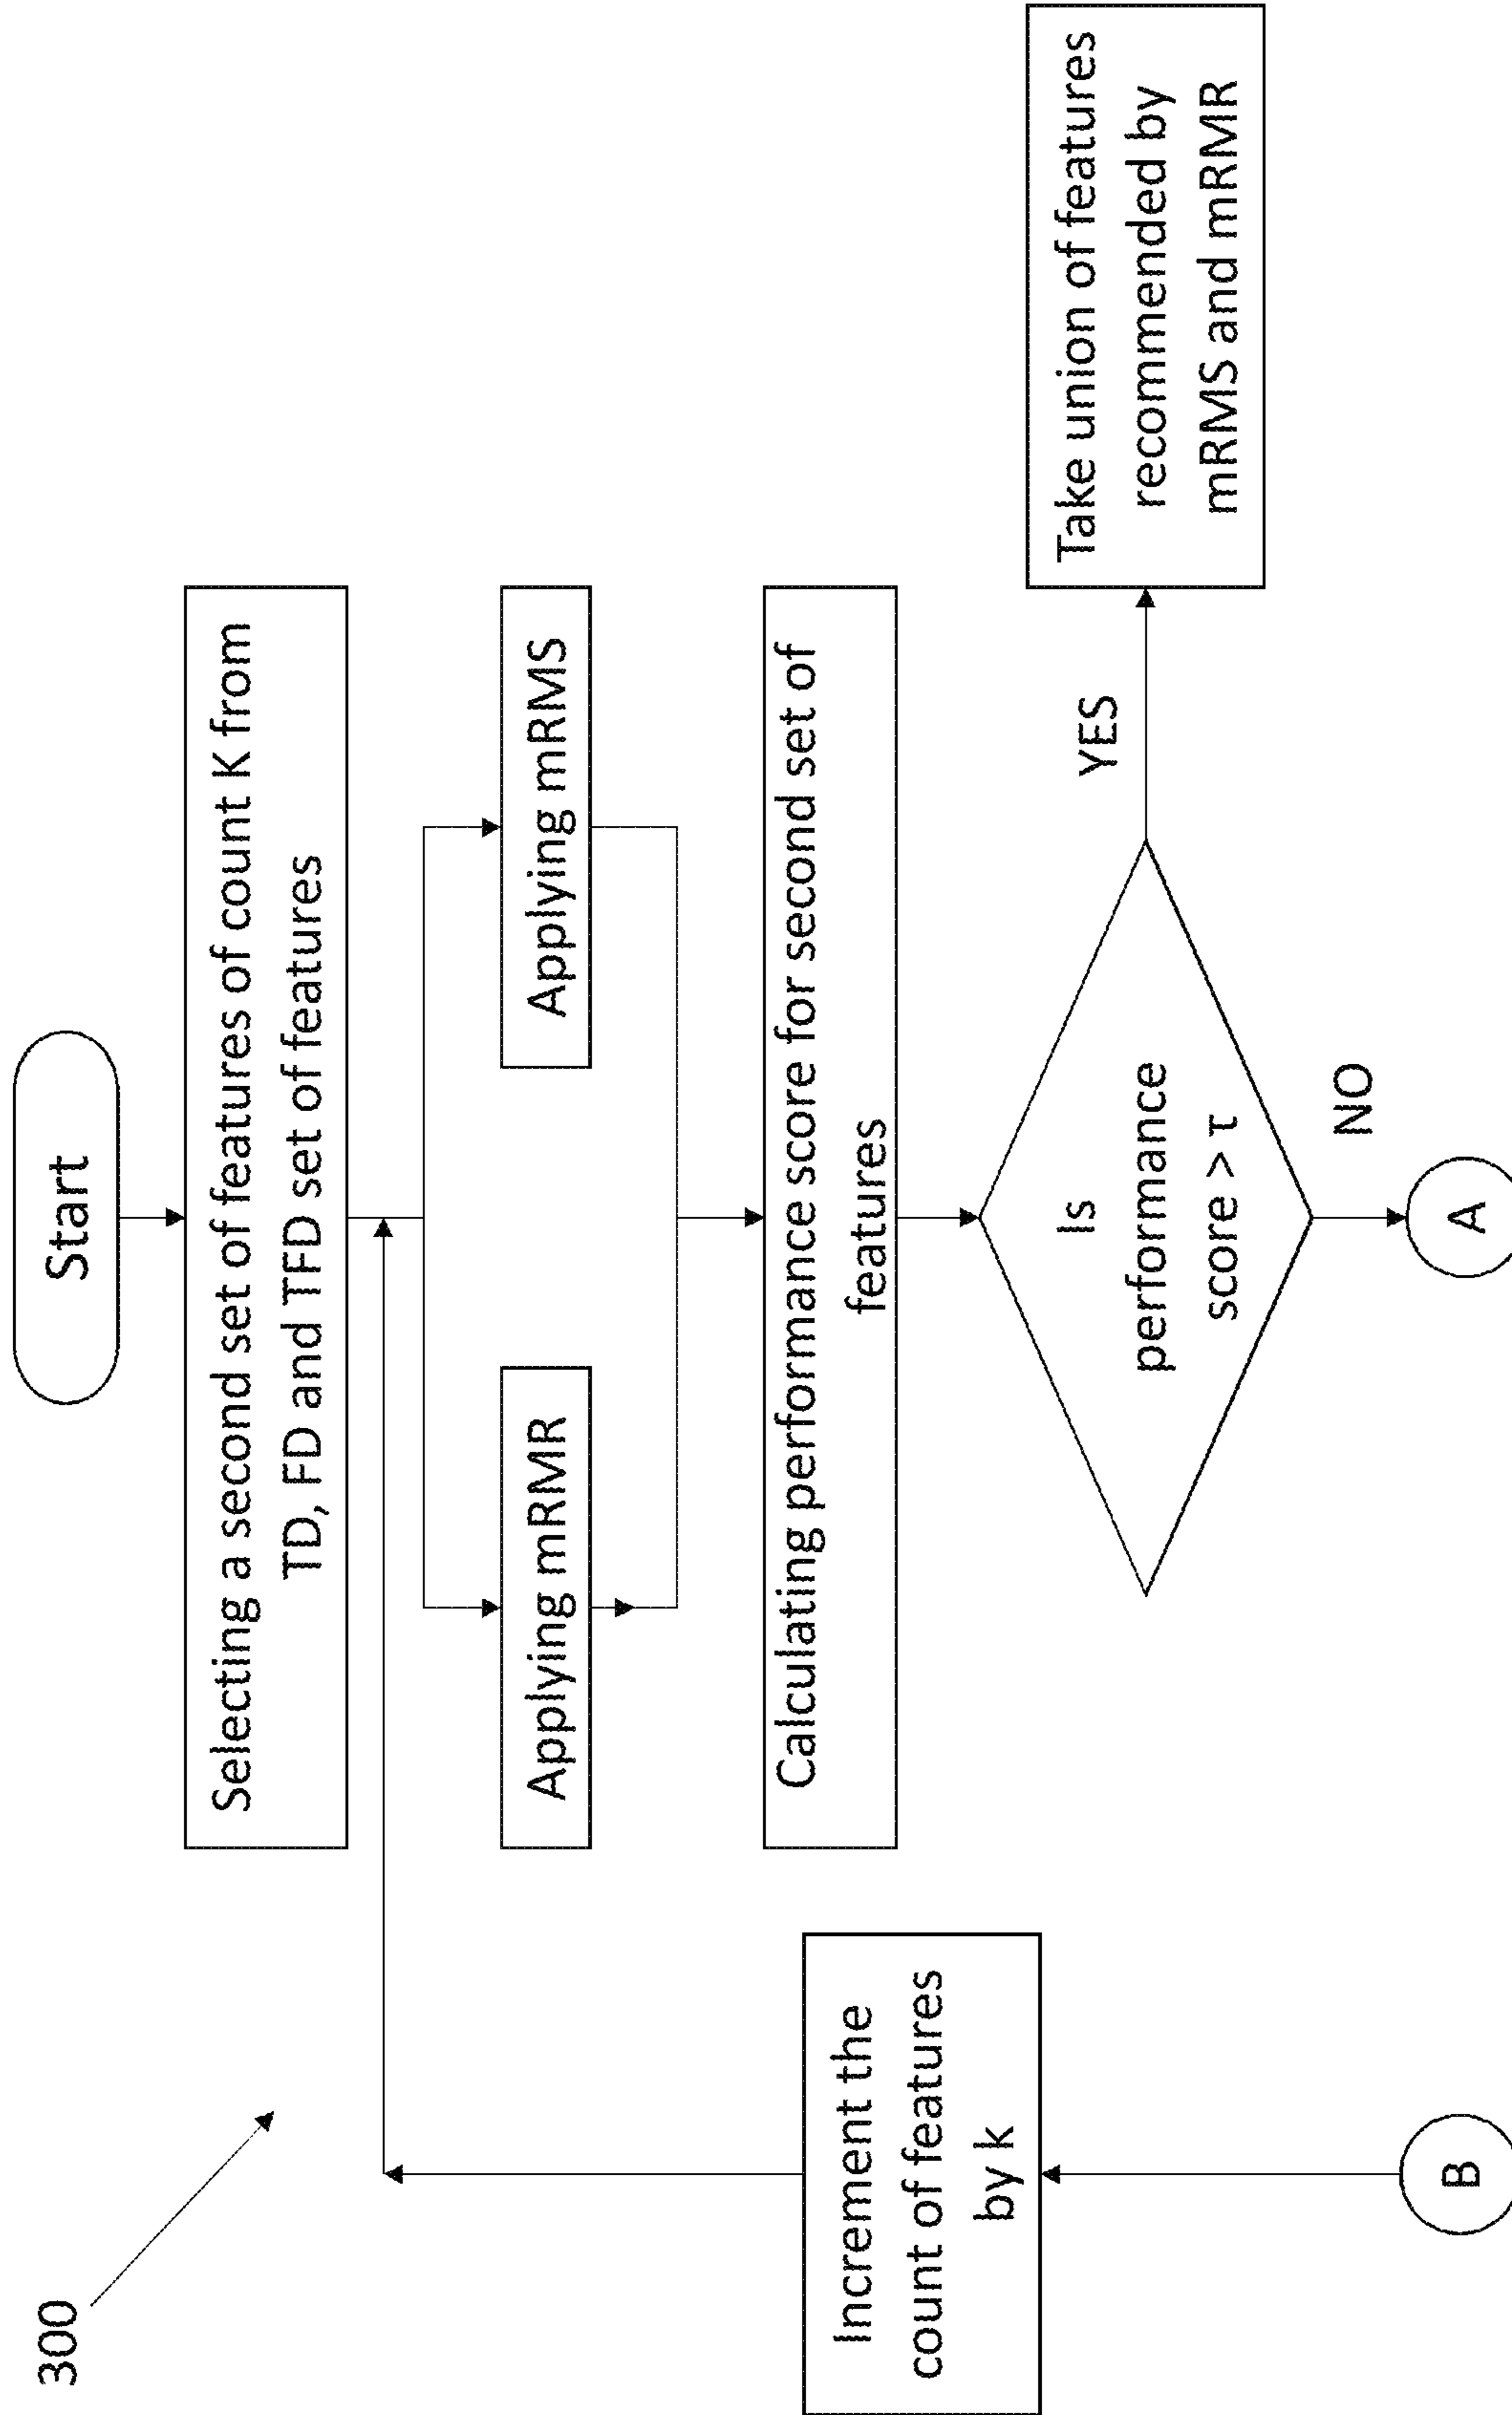 300
Start
Selecting a second set of features of count K from
TD, FD and TFD set of features
Applying mRMR
Applying mRMS
Calculating performance score for second set of
features
Increment the
count of features
by k
Is
performance
score > τ
YES
Take union of features
recommended by
mRMS and mRMR
NO
B
A